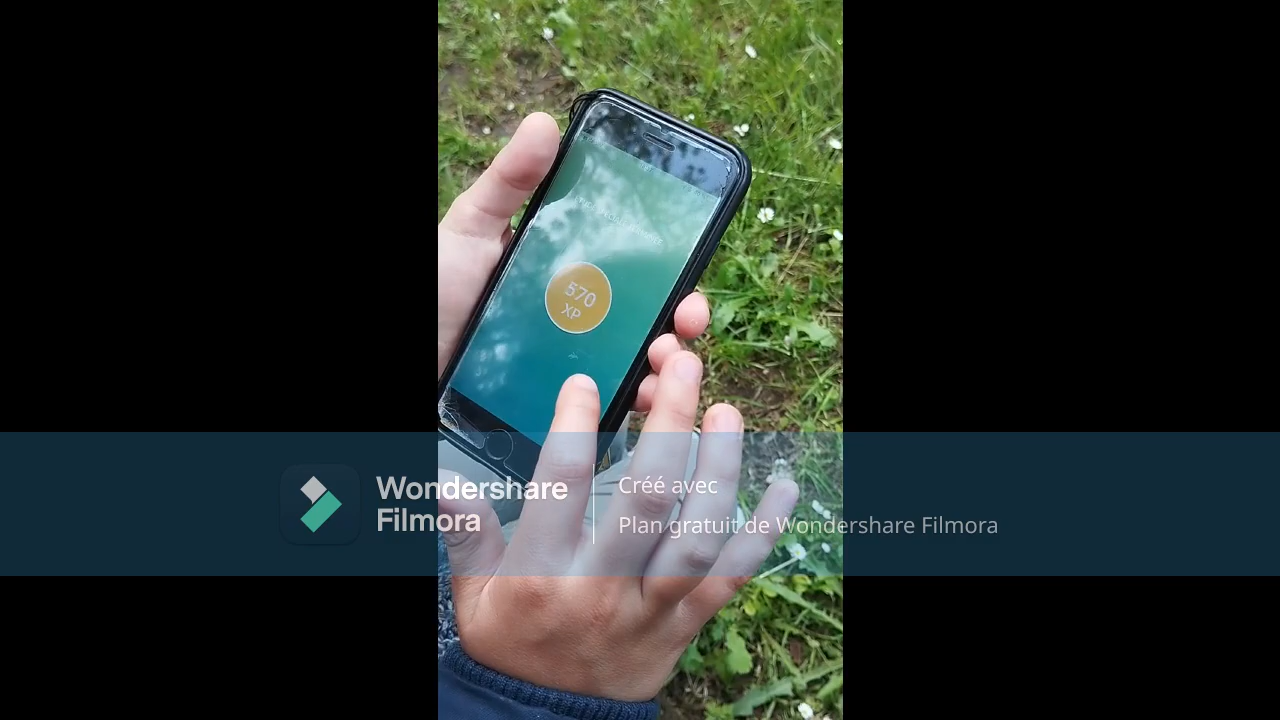 570
XP
Wondershare
Filmora
Créé avec
Plan gratuit de Wondershare Filmora